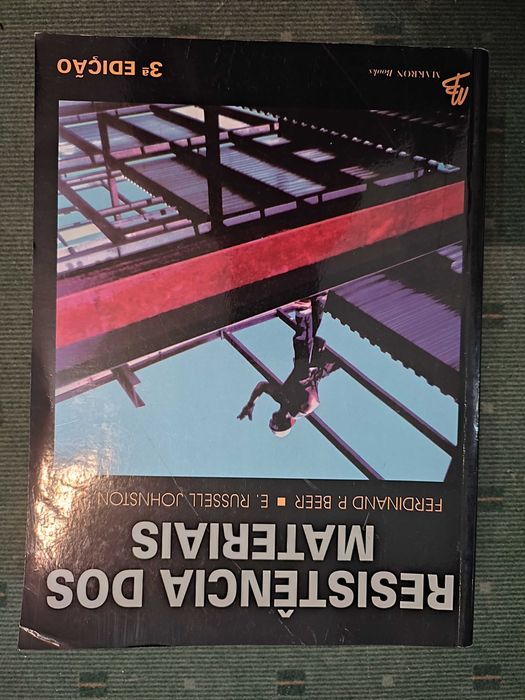 RESISTÊNCIA DOS
MATERIAIS
FERDINAND P. BEER ■ E. RUSSELL JOHNSTON
MAKRON Books
3ª EDIÇÃO